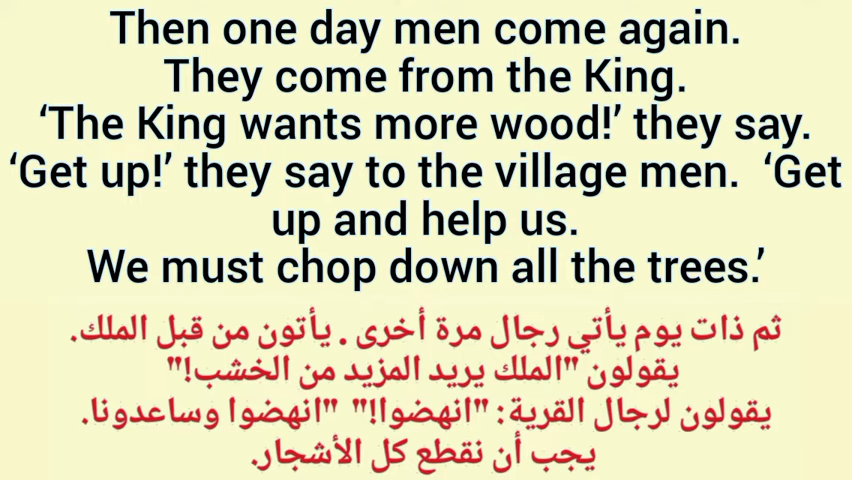 Then one day men come again.
They come from the King.
‘The King wants more wood!’ they say.
‘Get up!’ they say to the village men.  ‘Get
up and help us.
We must chop down all the trees.’
ثم ذات يوم يأتي رجال مرة أخرى . يأتون من قبل الملك.
يقولون "الملك يريد المزيد من الخشب!"
يقولون لرجال القرية: "انهضوا!" "انهضوا وساعدونا.
يجب أن نقطع كل الأشجار.